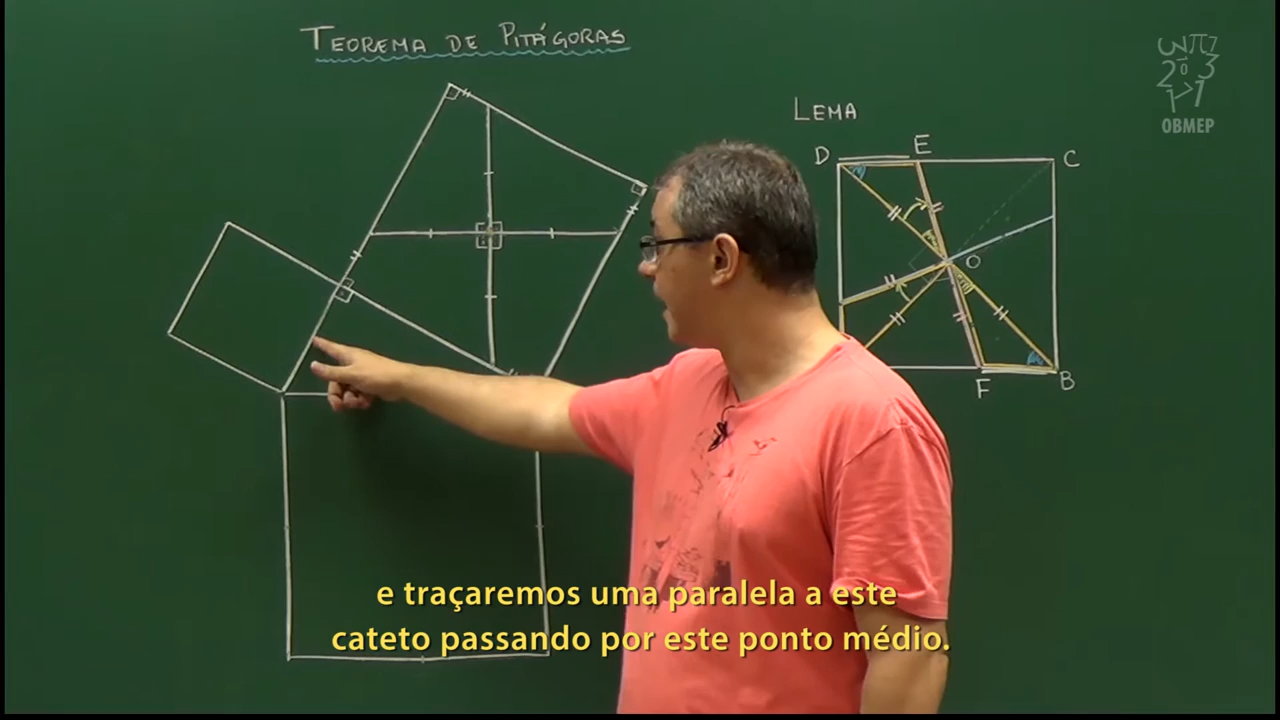 TEOREMA DE PITÁGORAS
LEMA
D
E
C
O
F
B
OBMEP
e traçaremos uma paralela a este
cateto passando por este ponto médio.